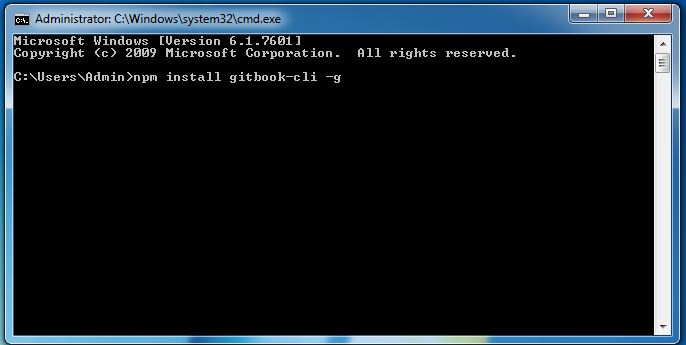 Administrator: C:\Windows\system32\cmd.exe
Microsoft Windows [Version 6.1.7601]
Copyright (c) 2009 Microsoft Corporation.  All rights reserved.
C:\Users\Admin>npm install gitbook-cli -g